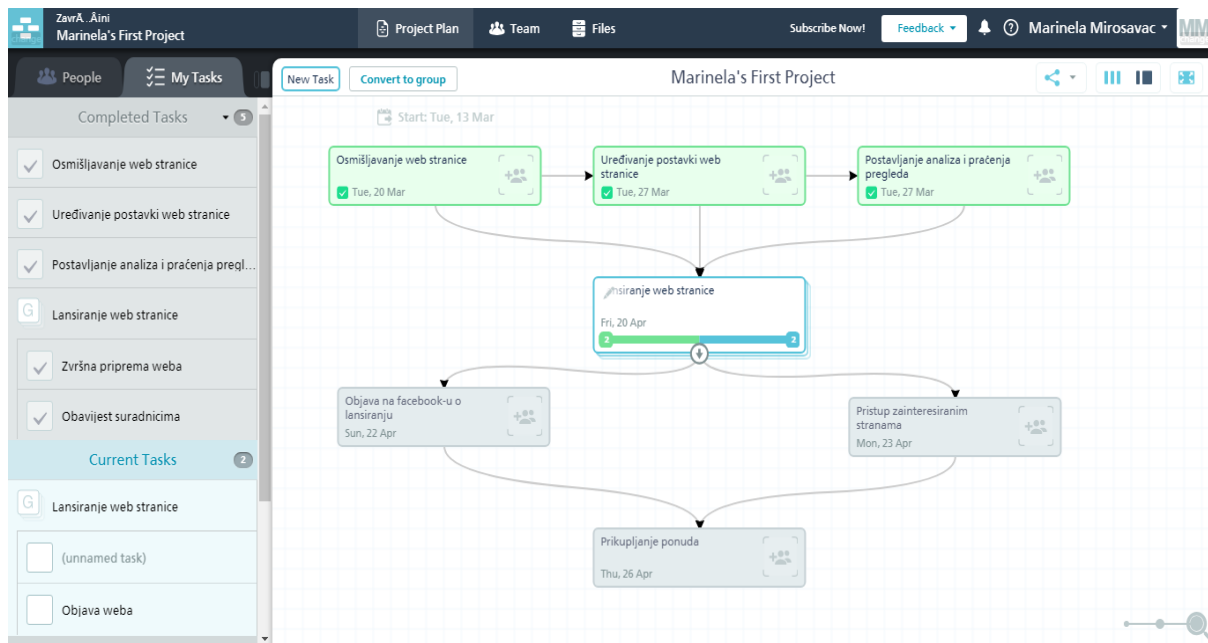 ZavrÅ..Åini
Marinela's First Project
Project Plan
Team
Files
Subscribe Now!
Feedback
Marinela Mirosavac
MM
People
My Tasks
New Task
Convert to group
Marinela's First Project
Completed Tasks
5
Osmišljavanje web stranice
Uređivanje postavki web stranice
Postavljanje analiza i praćenja pregl...
G
Lansiranje web stranice
Zvršna priprema weba
Obavijest suradnicima
Current Tasks
2
G
Lansiranje web stranice
(unnamed task)
Objava weba
Start: Tue, 13 Mar
Osmišljavanje web stranice
Tue, 20 Mar
Uređivanje postavki web
stranice
Tue, 27 Mar
Postavljanje analiza i praćenja
pregleda
Tue, 27 Mar
nsiranje web stranice
Fri, 20 Apr
2
2
Objava na facebook-u o
lansiranju
Sun, 22 Apr
Pristup zainteresiranim
stranama
Mon, 23 Apr
Prikupljanje ponuda
Thu, 26 Apr